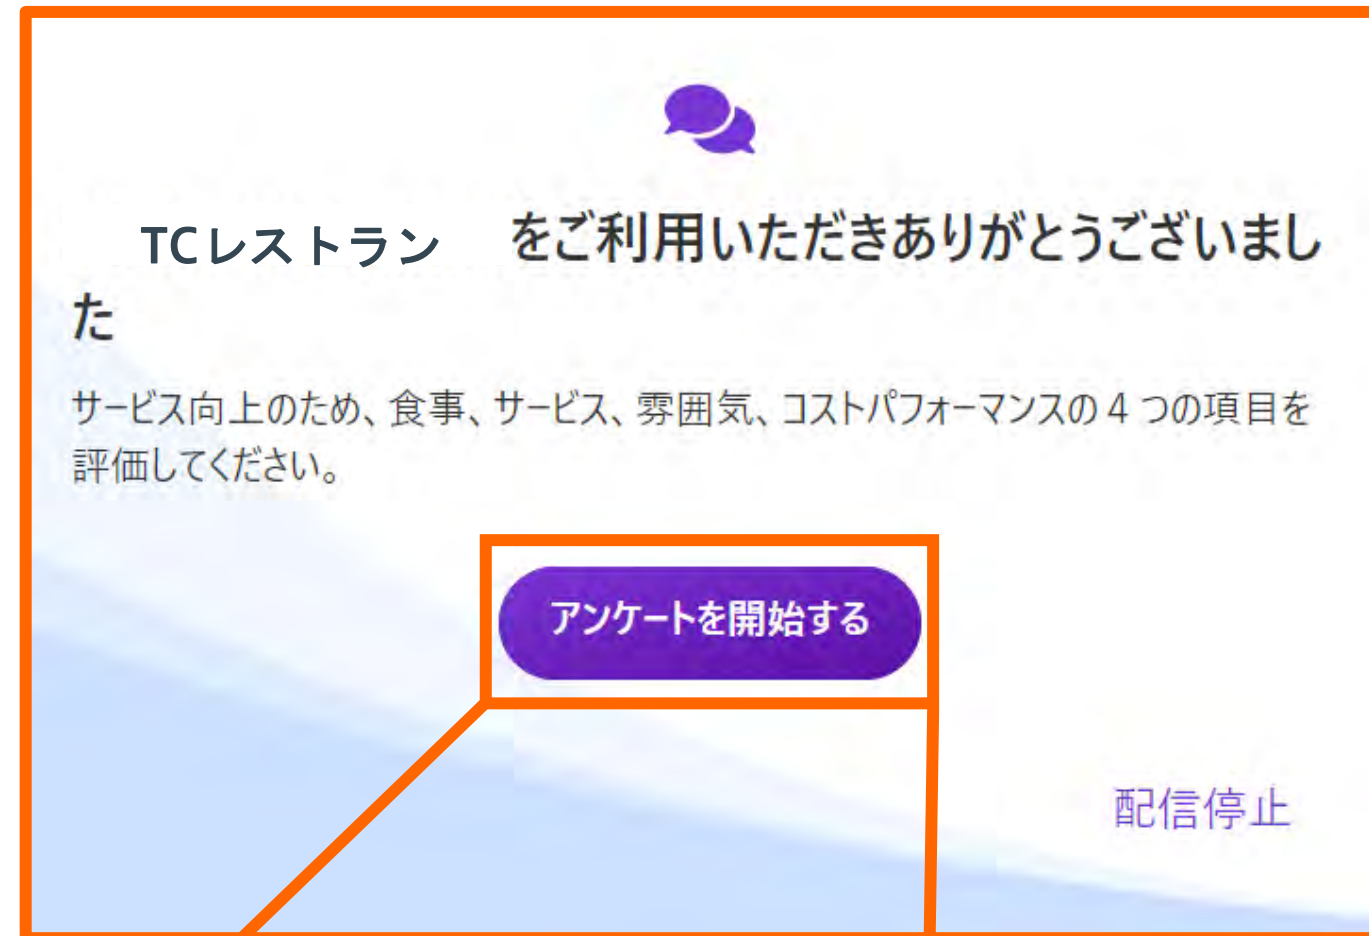 TCレストラン をご利用いただきありがとうございまし
た
サービス向上のため、食事、サービス、雰囲気、コストパフォーマンスの４つの項目を
評価してください。
アンケートを開始する
配信停止